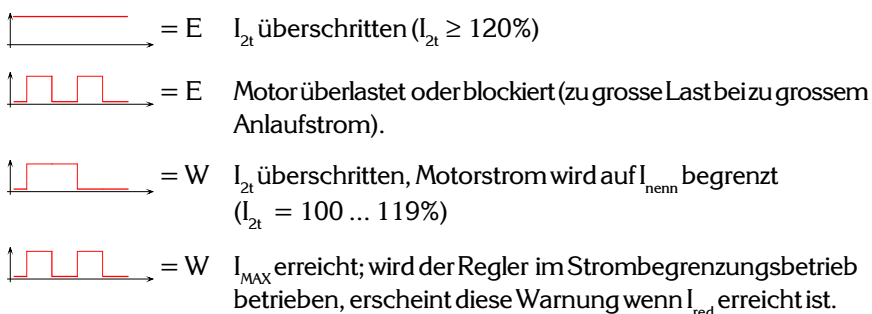 = E I2t überschritten (I2t ≥ 120%)
= E Motor überlastet oder blockiert (zu grosse Last bei zu grossem
Anlaufstrom).
= W I2t überschritten, Motorstrom wird auf Inenn begrenzt
(I2t = 100 ... 119%)
= W IMAX erreicht; wird der Regler im Strombegrenzungsbetrieb
betrieben, erscheint diese Warnung wenn Ired erreicht ist.